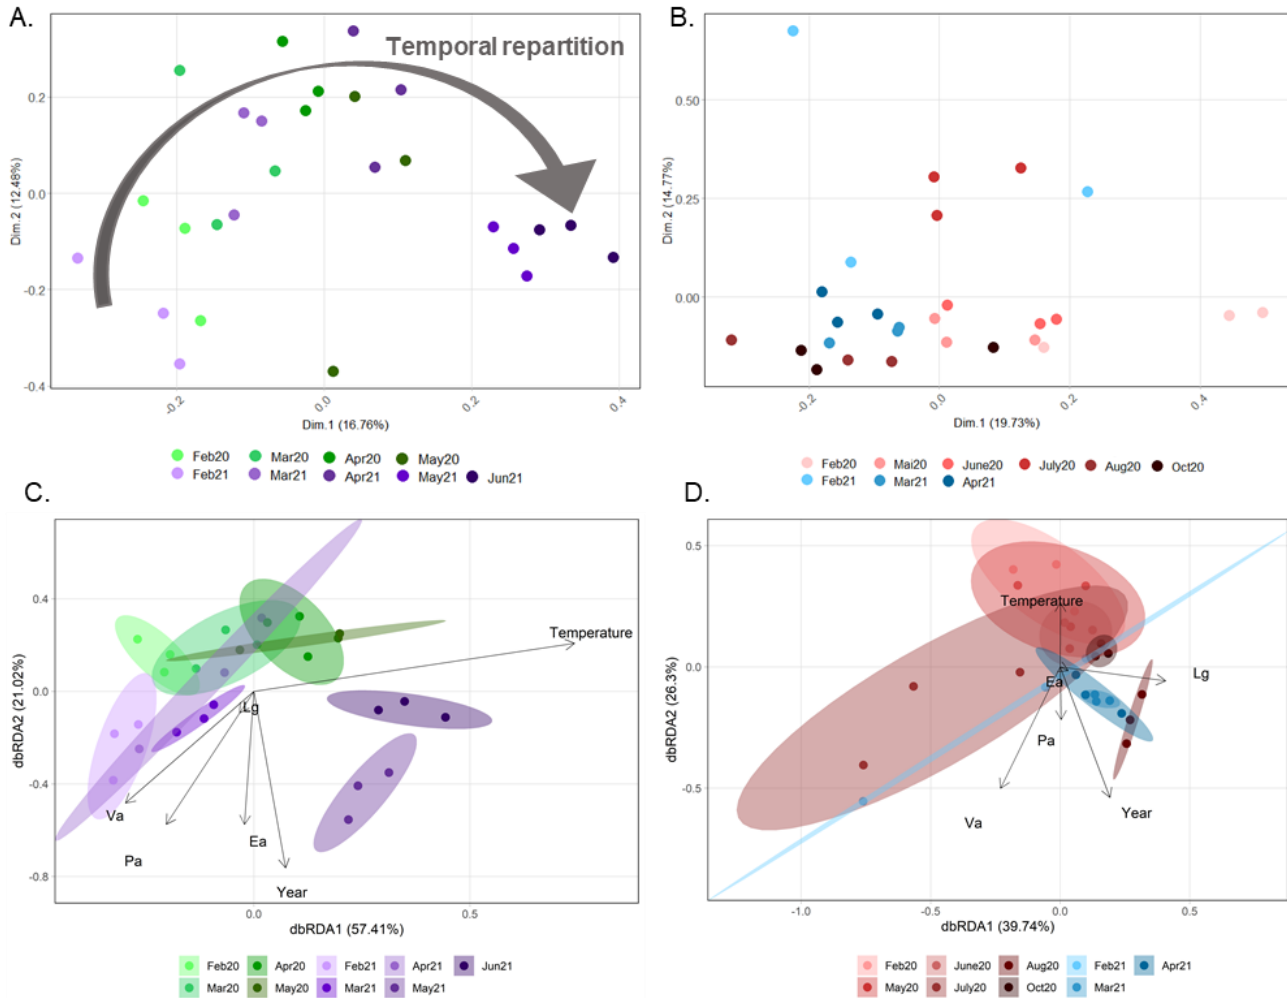 A.
Temporal repartition
0.2
0.0
-0.2
-0.4
Dim.2 (12.48%)
-0.2
0.0
0.2
0.4
Dim.1 (16.76%)
Feb20 Mar20 Apr20 May20
Feb21 Mar21 Apr21 May21 Jun21
B.
0.50
0.25
0.00
Dim.2 (14.77%)
-0.2
0.0
0.2
0.4
Dim.1 (19.73%)
Feb20 Mai20 June20 July20 Aug20 Oct20
Feb21 Mar21 Apr21
C.
0.4
0.0
-0.4
-0.8
dbRDA2 (21.02%)
Temperature
Lg
Va
Pa
Ea
Year
0.0 0.5
dbRDA1 (57.41%)
Feb20 Apr20 Feb21 Apr21 Jun21
Mar20 May20 Mar21 May21
D.
0.5
0.0
-0.5
dbRDA2 (26.3%)
Temperature
Lg
Ea
Pa
Year
Va
-1.0 -0.5 0.0 0.5
dbRDA1 (39.74%)
Feb20 June20 Aug20 Feb21 Apr21
May20 July20 Oct20 Mar21